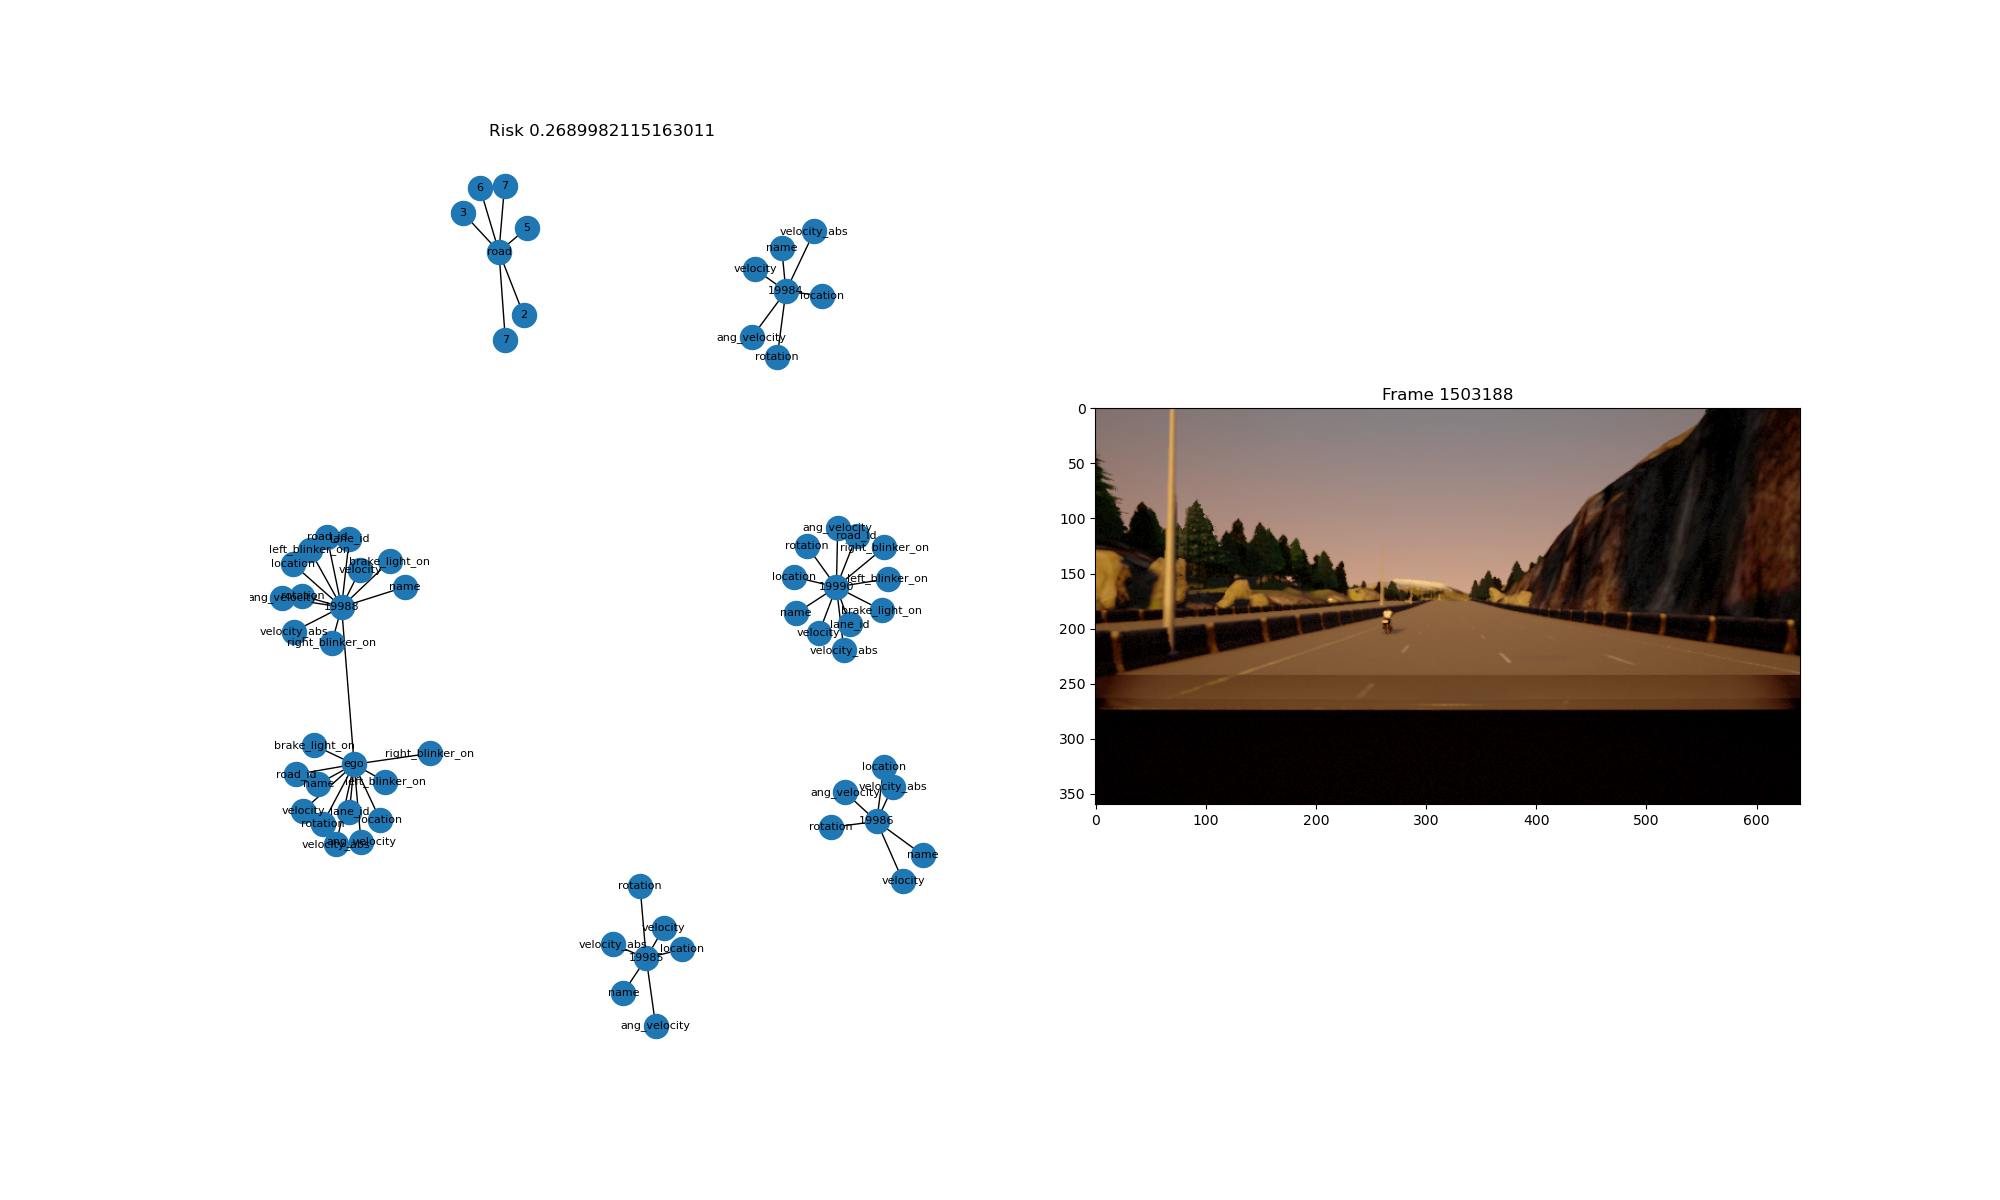 Risk 0.2689982115163011
6
7
3
5
road
2
7
velocity_abs
name
velocity
19984
location
ang_velocity
rotation
road_id
lane_id
left_blinker_on
location
brake_light_on
velocity
name
ang_velocity
rotation
19988
velocity_abs
right_blinker_on
ang_velocity
road_id
rotation
right_blinker_on
location
left_blinker_on
name
brake_light_on
lane_id
velocity
velocity_abs
brake_light_on
right_blinker_on
ego
road_id
name
left_blinker_on
velocity
lane_id
location
rotation
velocity_abs
ang_velocity
location
velocity_abs
ang_velocity
19986
rotation
name
velocity
rotation
velocity
velocity_abs
location
19985
name
ang_velocity
Frame 1503188
0
50
100
150
200
250
300
350
0
100
200
300
400
500
600